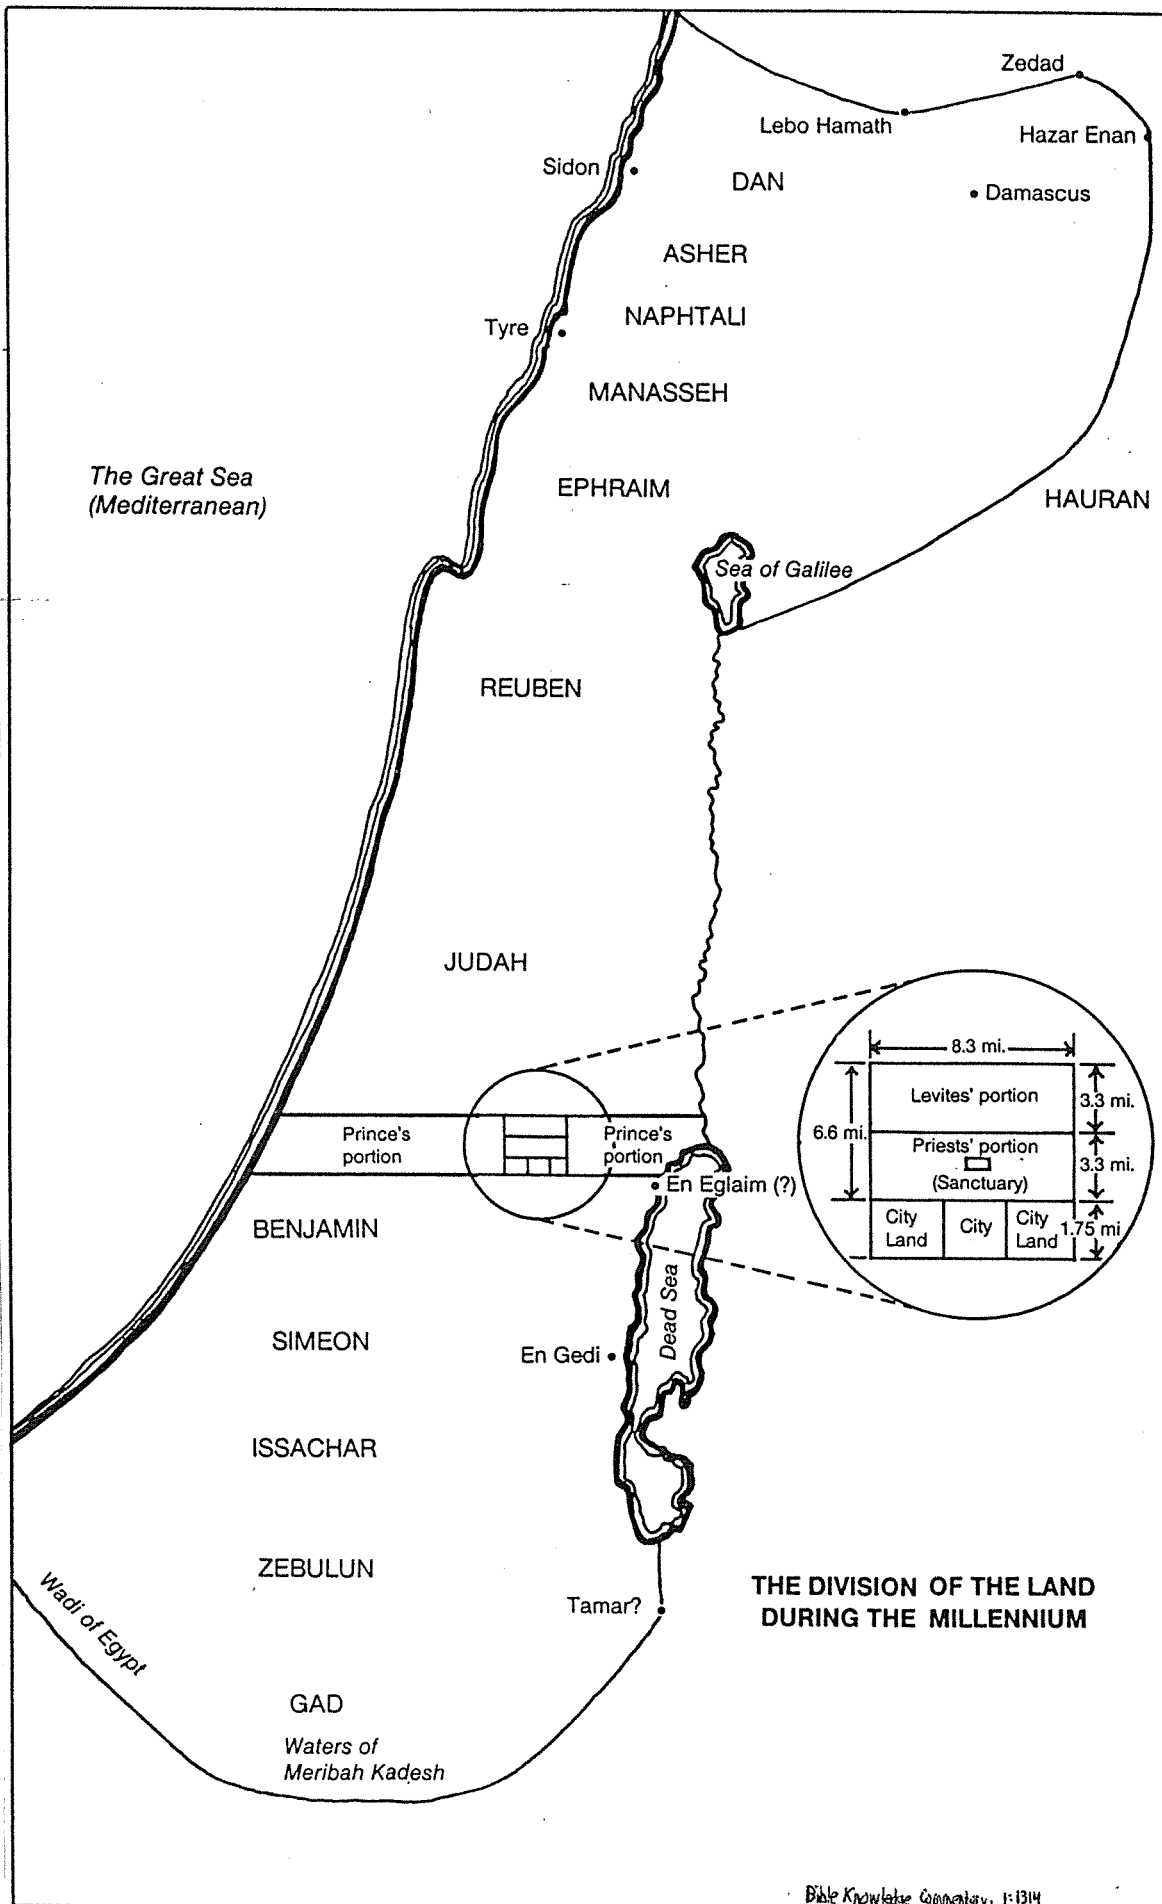 Zedad
Lebo Hamath
Hazar Enan
Sidon
DAN
Damascus
ASHER
NAPHTALI
Tyre
MANASSEH
The Great Sea
(Mediterranean)
EPHRAIM
HAURAN
Sea of Galilee
REUBEN
JUDAH
8.3 mi.
Levites' portion
3.3 mi.
6.6 mi.
Priests' portion
3.3 mi.
(Sanctuary)
City
Land
City
City
Land
1.75 mi
Prince's
portion
Prince's
portion
En Eglaim (?)
BENJAMIN
Dead Sea
SIMEON
En Gedi
ISSACHAR
ZEBULUN
THE DIVISION OF THE LAND
DURING THE MILLENNIUM
Tamar?
Wadi of Egypt
GAD
Waters of
Meribah Kadesh
Bible Knowledge Commentary, 1:1314